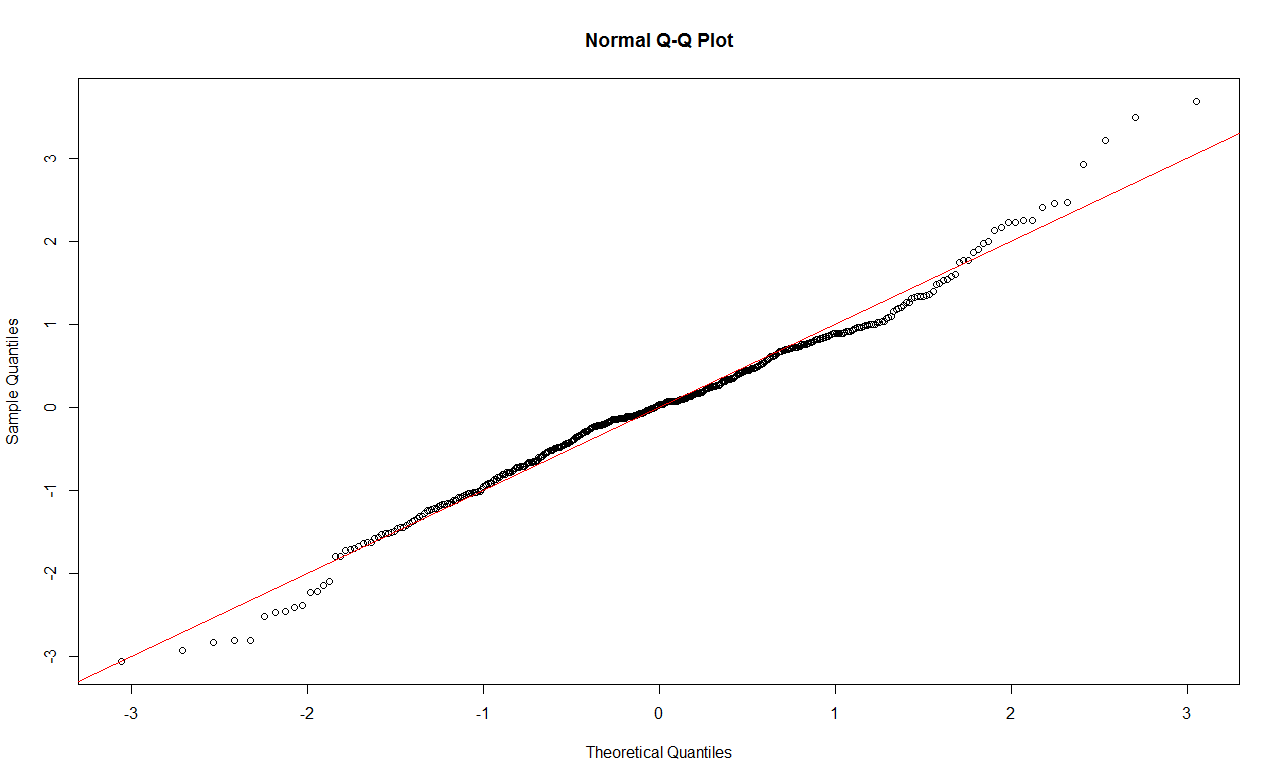 Normal Q-Q Plot
Sample Quantiles
3
2
1
0
-1
-2
-3
-3 -2 -1 0 1 2 3
Theoretical Quantiles